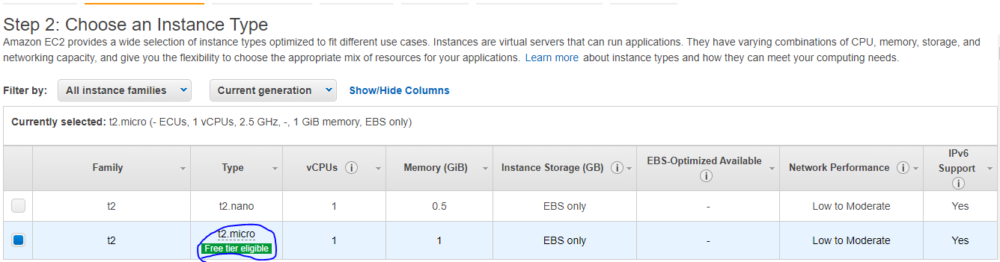 Step 2: Choose an Instance Type
Amazon EC2 provides a wide selection of instance types optimized to fit different use cases. Instances are virtual servers that can run applications. They have varying combinations of CPU, memory, storage, and
networking capacity, and give you the flexibility to choose the appropriate mix of resources for your applications. Learn more about instance types and how they can meet your computing needs.
Filter by: All instance families Current generation Show/Hide Columns
Currently selected: t2.micro (- ECUs, 1 vCPUs, 2.5 GHz, -, 1 GiB memory, EBS only)
Family Type vCPUs Memory (GiB) Instance Storage (GB) EBS-Optimized Available Network Performance IPv6 Support
t2 t2.nano 1 0.5 EBS only - Low to Moderate Yes
t2 t2.micro 1 1 EBS only - Low to Moderate Yes
Free tier eligible